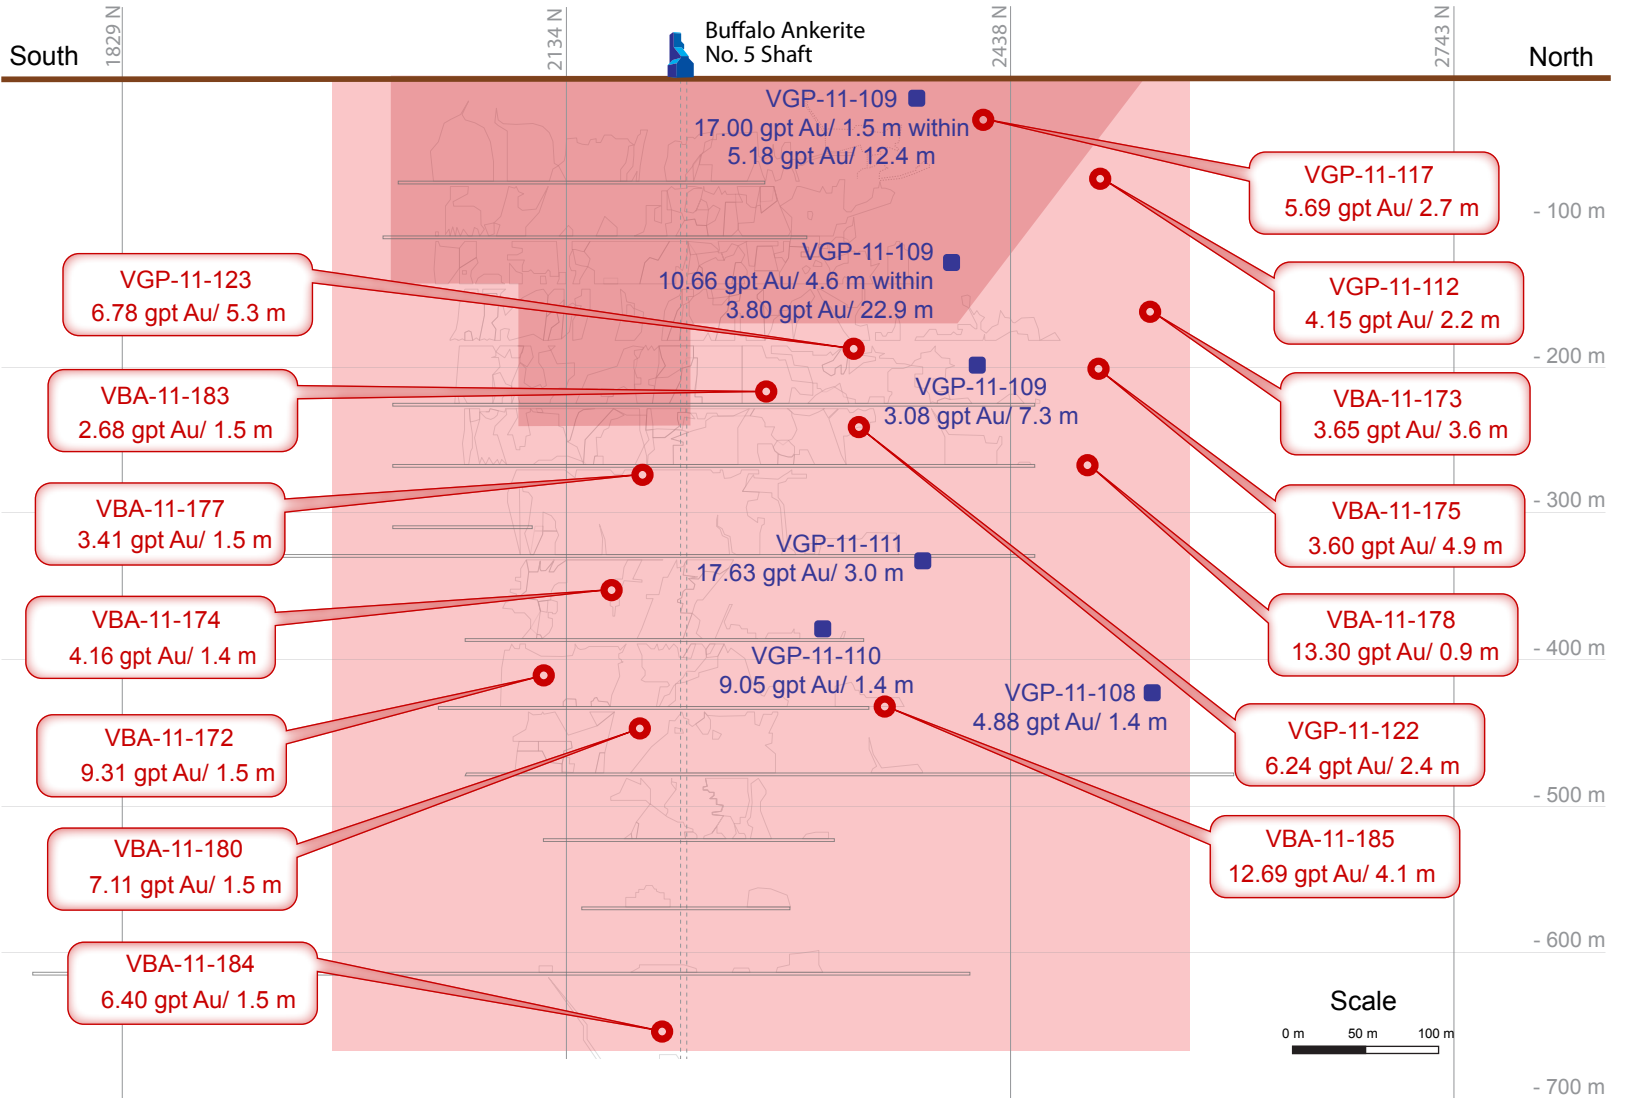 1829 N
2134 N
2438 N
2743 N
South
Buffalo Ankerite
No. 5 Shaft
North
VGP-11-109
17.00 gpt Au/ 1.5 m within
5.18 gpt Au/ 12.4 m
VGP-11-117
5.69 gpt Au/ 2.7 m
- 100 m
VGP-11-109
10.66 gpt Au/ 4.6 m within
3.80 gpt Au/ 22.9 m
VGP-11-123
6.78 gpt Au/ 5.3 m
VGP-11-112
4.15 gpt Au/ 2.2 m
- 200 m
VBA-11-183
2.68 gpt Au/ 1.5 m
VGP-11-109
3.08 gpt Au/ 7.3 m
VBA-11-173
3.65 gpt Au/ 3.6 m
- 300 m
VBA-11-177
3.41 gpt Au/ 1.5 m
VBA-11-175
3.60 gpt Au/ 4.9 m
VGP-11-111
17.63 gpt Au/ 3.0 m
VBA-11-174
4.16 gpt Au/ 1.4 m
VBA-11-178
13.30 gpt Au/ 0.9 m
- 400 m
VGP-11-110
9.05 gpt Au/ 1.4 m
VGP-11-108
4.88 gpt Au/ 1.4 m
VBA-11-172
9.31 gpt Au/ 1.5 m
VGP-11-122
6.24 gpt Au/ 2.4 m
- 500 m
VBA-11-180
7.11 gpt Au/ 1.5 m
VBA-11-185
12.69 gpt Au/ 4.1 m
- 600 m
VBA-11-184
6.40 gpt Au/ 1.5 m
Scale
0 m
50 m
100 m
- 700 m